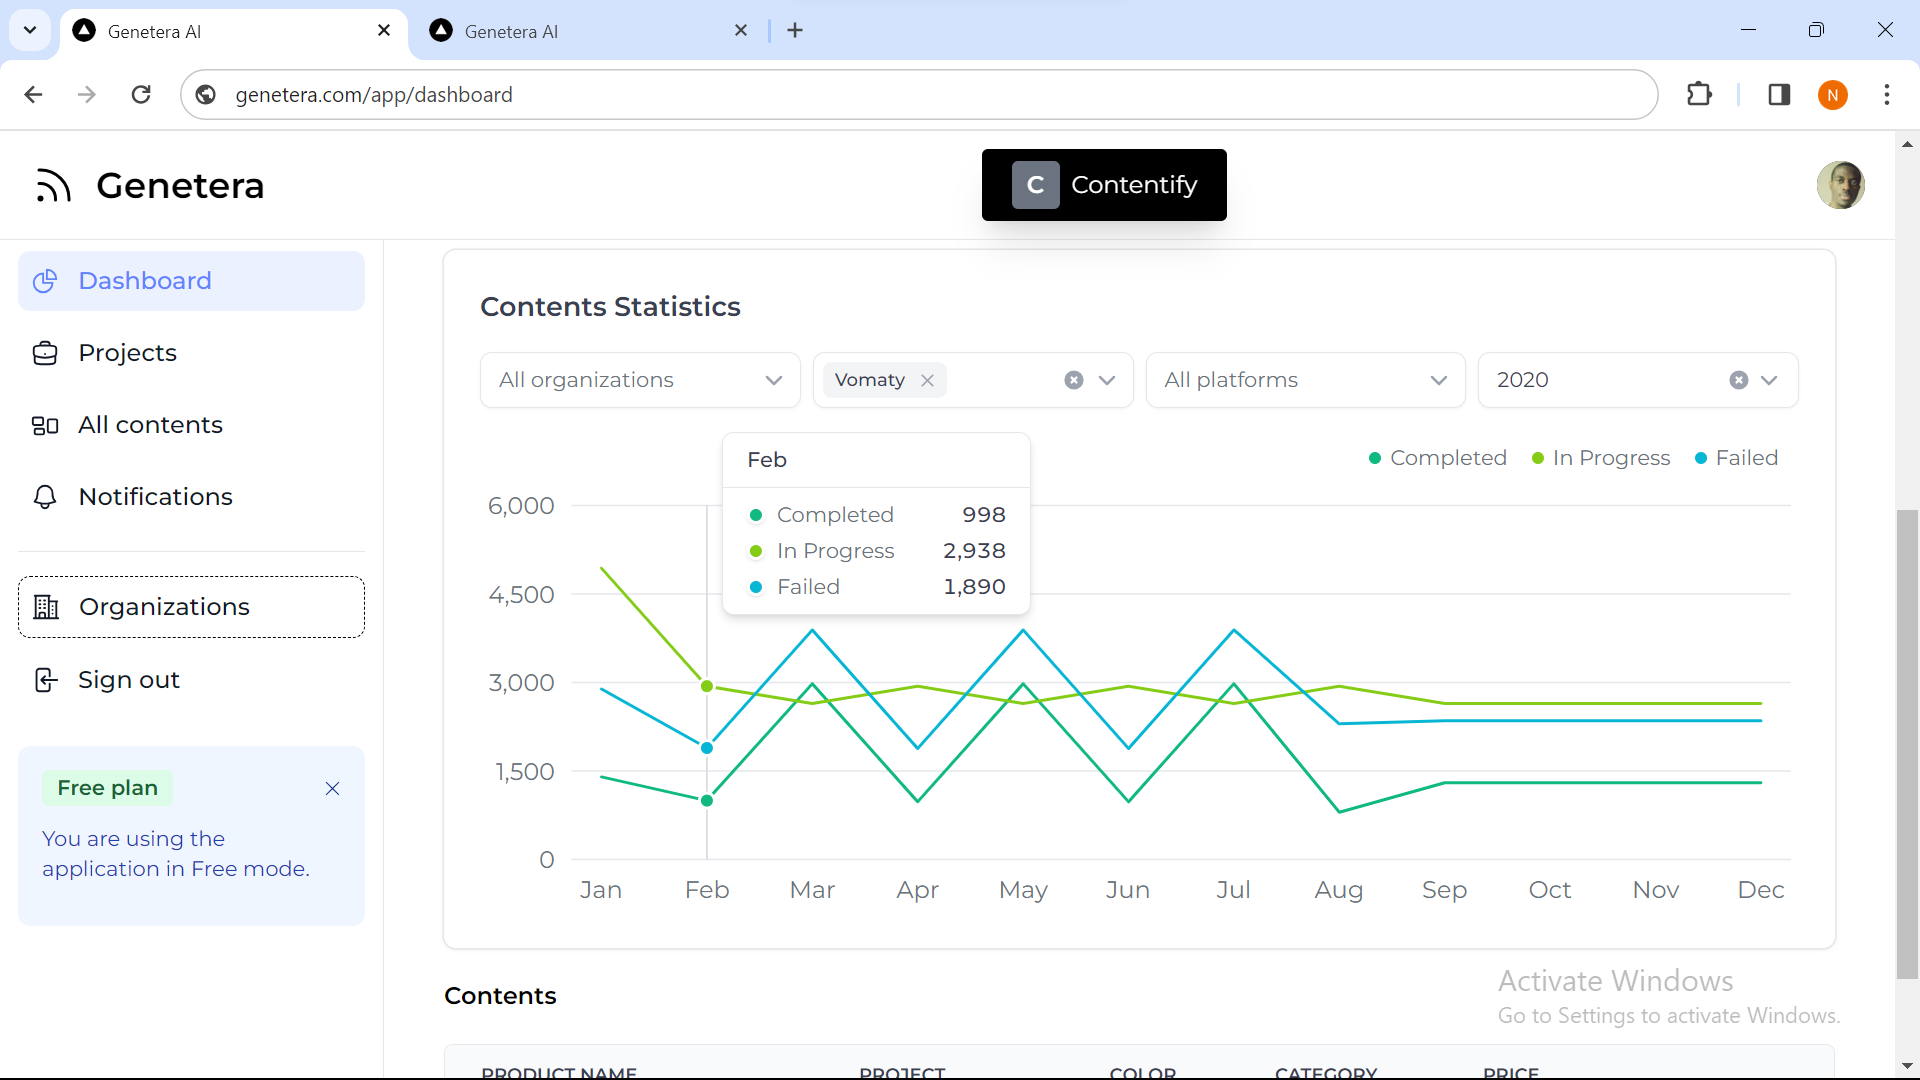 Genetera AI
Genetera AI
genetera.com/app/dashboard
N
Genetera
C Contentify
Dashboard
Projects
All contents
Notifications
Organizations
Sign out
Free plan
You are using the
application in Free mode.
Contents Statistics
All organizations
Vomaty
All platforms
2020
Completed In Progress Failed
Feb
Completed 998
In Progress 2,938
Failed 1,890
6,000
4,500
3,000
1,500
0
Jan Feb Mar Apr May Jun Jul Aug Sep Oct Nov Dec
Contents
Activate Windows
Go to Settings to activate Windows.
PRODUCT NAME PROJECT COLOR CATEGORY PRICE